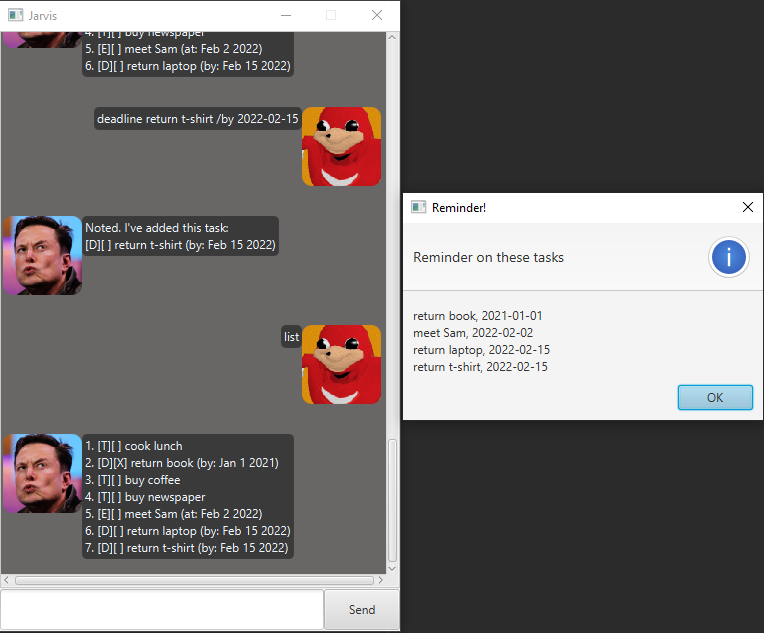 Jarvis
4. [T][ ] buy newspaper
5. [E][ ] meet Sam (at: Feb 2 2022)
6. [D][ ] return laptop (by: Feb 15 2022)
deadline return t-shirt /by 2022-02-15
Noted. I've added this task:
[D][ ] return t-shirt (by: Feb 15 2022)
list
1. [T][ ] cook lunch
2. [D][X] return book (by: Jan 1 2021)
3. [T][ ] buy coffee
4. [T][ ] buy newspaper
5. [E][ ] meet Sam (at: Feb 2 2022)
6. [D][ ] return laptop (by: Feb 15 2022)
7. [D][ ] return t-shirt (by: Feb 15 2022)
Send
Reminder!
Reminder on these tasks
return book, 2021-01-01
meet Sam, 2022-02-02
return laptop, 2022-02-15
return t-shirt, 2022-02-15
OK